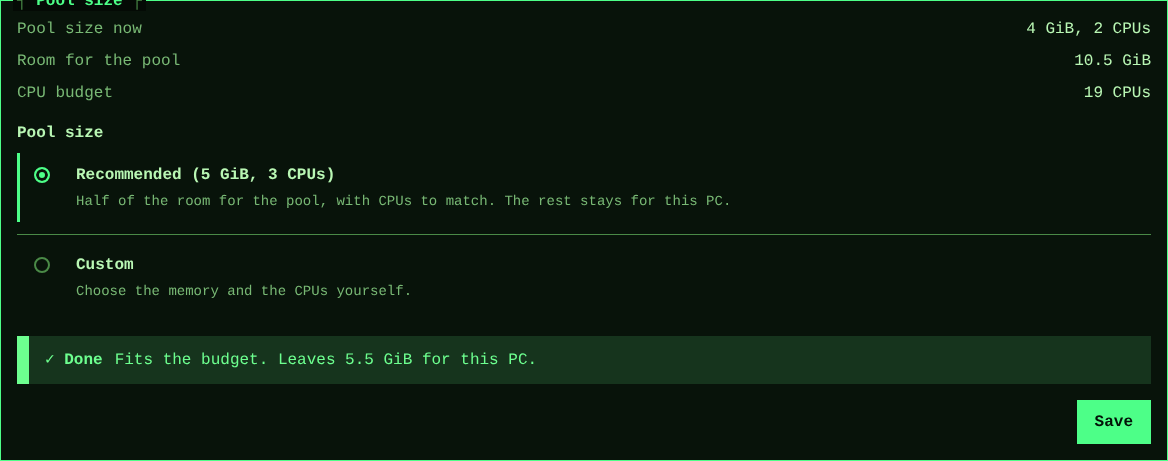 Pool size
Pool size now 4 GiB, 2 CPUs
Room for the pool 10.5 GiB
CPU budget 19 CPUs
Pool size
Recommended (5 GiB, 3 CPUs)
Half of the room for the pool, with CPUs to match. The rest stays for this PC.
Custom
Choose the memory and the CPUs yourself.
✓ Done Fits the budget. Leaves 5.5 GiB for this PC.
Save